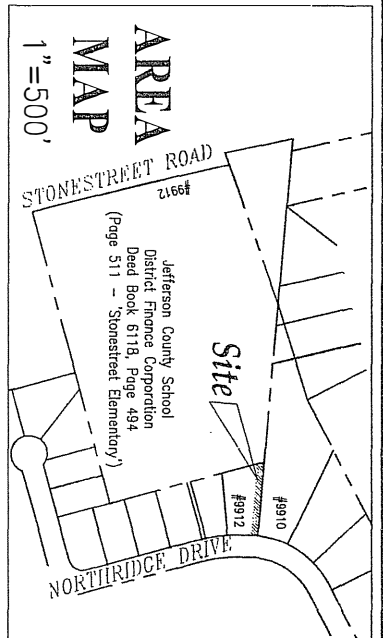 AREA
MAP
1"=500'
STONESTREET ROAD
#9912
Jefferson County School
District Finance Corporation
Deed Book 6118, Page 494
(Page 511 - 'Stonestreet Elementary')
Site
#9910
#9912
NORTHRIDGE DRIVE